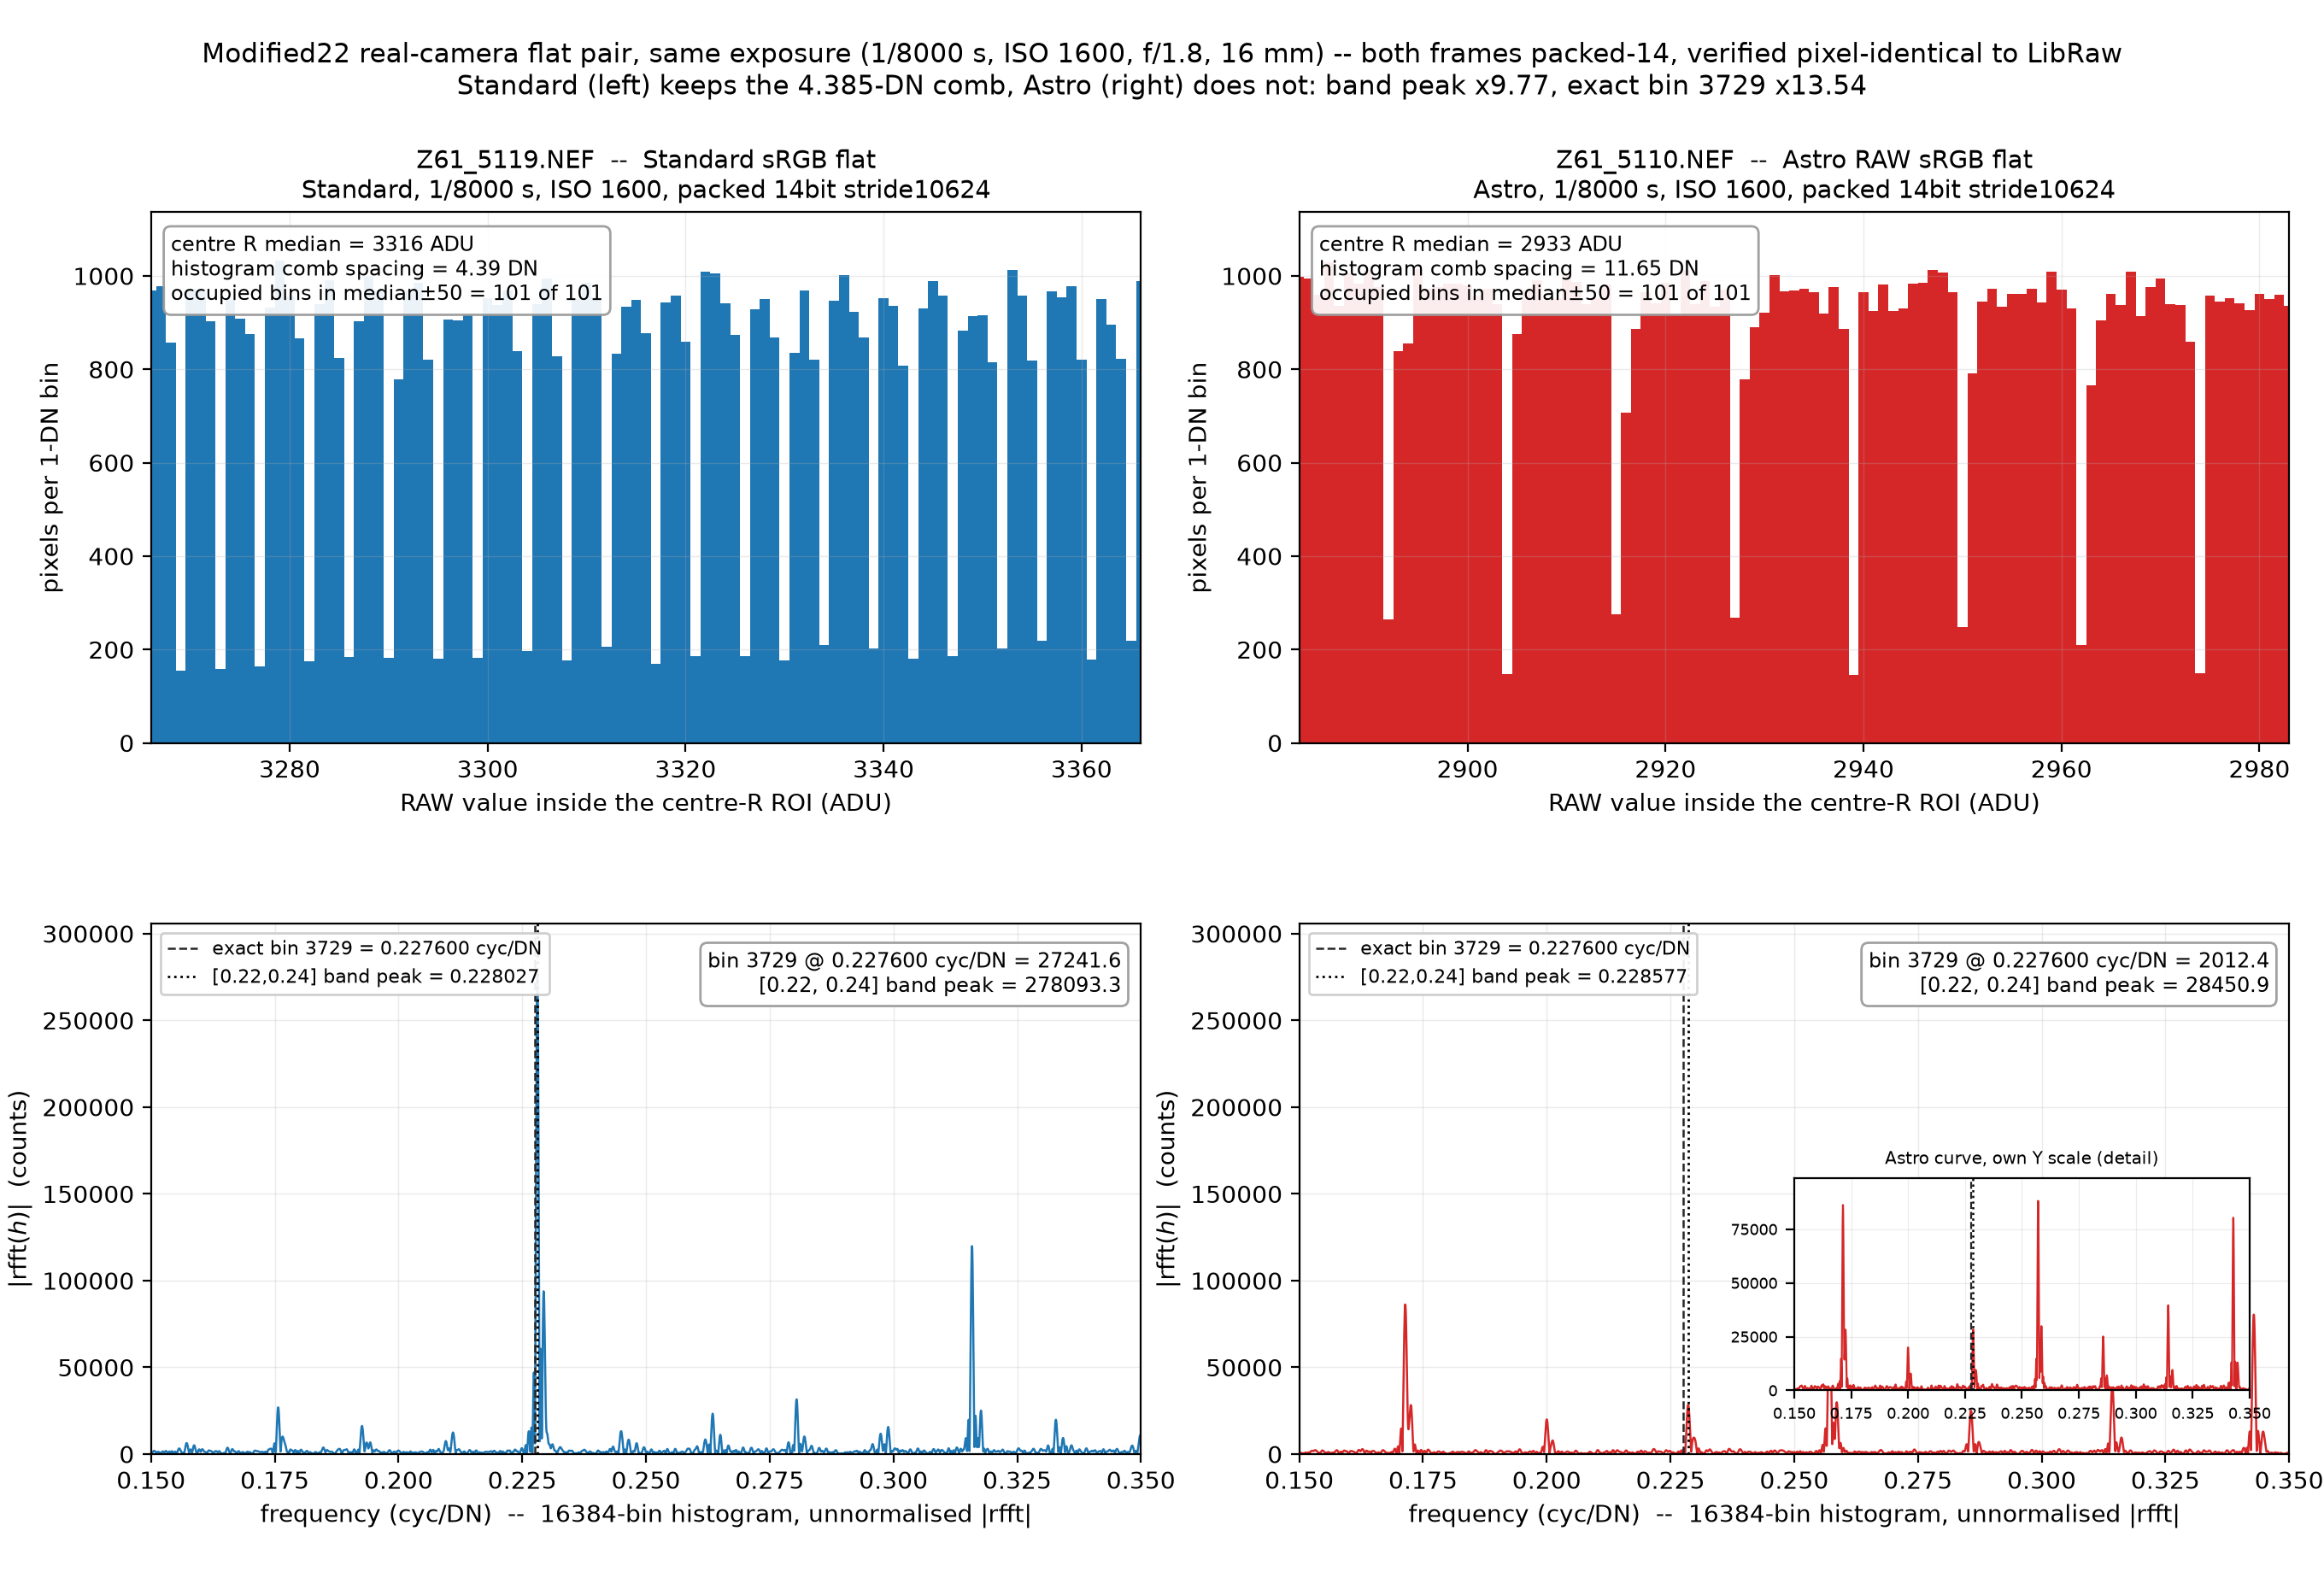 Modified22 real-camera flat pair, same exposure (1/8000 s, ISO 1600, f/1.8, 16 mm) -- both frames packed-14, verified pixel-identical to LibRaw
Standard (left) keeps the 4.385-DN comb, Astro (right) does not: band peak x9.77, exact bin 3729 x13.54
Z61_5119.NEF -- Standard sRGB flat
Standard, 1/8000 s, ISO 1600, packed 14bit stride10624
centre R median = 3316 ADU
histogram comb spacing = 4.39 DN
occupied bins in median±50 = 101 of 101
pixels per 1-DN bin
1000
800
600
400
200
0
3280 3300 3320 3340 3360
RAW value inside the centre-R ROI (ADU)
Z61_5110.NEF -- Astro RAW sRGB flat
Astro, 1/8000 s, ISO 1600, packed 14bit stride10624
centre R median = 2933 ADU
histogram comb spacing = 11.65 DN
occupied bins in median±50 = 101 of 101
pixels per 1-DN bin
1000
800
600
400
200
0
2900 2920 2940 2960 2980
RAW value inside the centre-R ROI (ADU)
exact bin 3729 = 0.227600 cyc/DN
[0.22,0.24] band peak = 0.228027
bin 3729 @ 0.227600 cyc/DN = 27241.6
[0.22, 0.24] band peak = 278093.3
|rfft(h)| (counts)
300000
250000
200000
150000
100000
50000
0
0.150 0.175 0.200 0.225 0.250 0.275 0.300 0.325 0.350
frequency (cyc/DN) -- 16384-bin histogram, unnormalised |rfft|
exact bin 3729 = 0.227600 cyc/DN
[0.22,0.24] band peak = 0.228577
bin 3729 @ 0.227600 cyc/DN = 2012.4
[0.22, 0.24] band peak = 28450.9
|rfft(h)| (counts)
300000
250000
200000
150000
100000
50000
0
Astro curve, own Y scale (detail)
75000
50000
25000
0
0.150 0.175 0.200 0.225 0.250 0.275 0.300 0.325 0.350
0.150 0.175 0.200 0.225 0.250 0.275 0.300 0.325 0.350
frequency (cyc/DN) -- 16384-bin histogram, unnormalised |rfft|